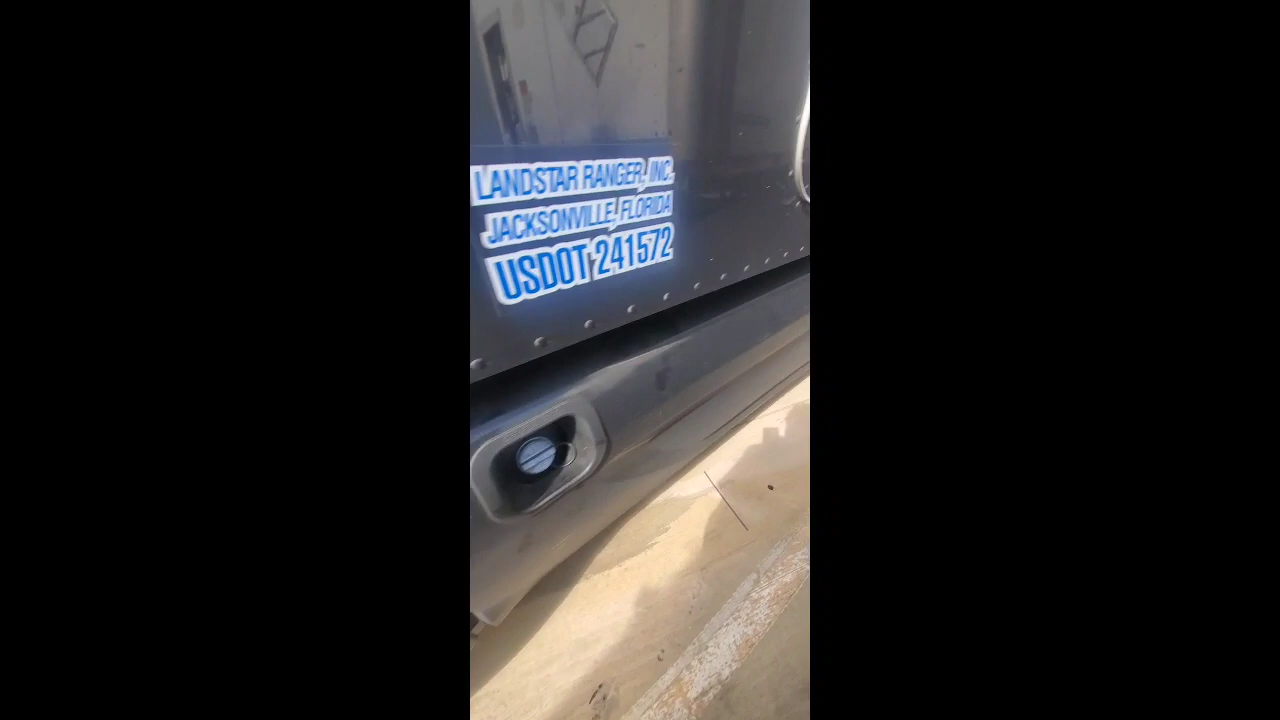 LANDSTAR RANGER, INC.
JACKSONVILLE, FLORIDA
USDOT 241572